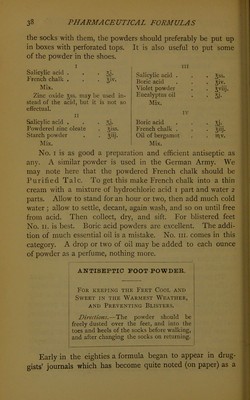 38 PHARMACEUTICAL FORMULAS
the socks with them, the powders should preferably be put up
in boxes with perforated tops. It is also useful to put some
of the powder in the shoes.
I
Salicylic acid . . . ℨj.
French chalk . . . ℥iv.
Mix.
Zinc oxide ℥ss. may be used in-
stead of the acid, but it is not so
effectual.
II
Salicylic acid . . . ℨj.
Powdered zinc oleate
Starch powder
Mix.
III
Salicylic acid
Boric acid
Violet powder
Eucalyptus oil
Mix.
IV
Boric acid
French chalk
Oil of bergamot
No. I is as good a preparation and efficient antiseptic as
any. A similar powder is used in the German Army. We
may note here that the powdered French chalk should be
Purified Talc. To get this make French chalk into a thin
cream with a mixture of hydrochloric acid 1 part and water 2
parts. Allow to stand for an hour or two, then add much cold
water ; allow to settle, decant, again wash, and so on until free
from acid. Then collect, dry, and sift. For blistered feet
No. II. is best. Boric acid powders are excellent. The addi-
tion of much essential oil is a mistake. No. III. comes in this
category. A drop or two of oil may be added to each ounce
of powder as a perfume, nothing more.
ANTISEPTIC FOOT POWDER.
FOR KEEPING THE FEET COOL AND
SWEET IN THE WARMEST WEATHER,
AND PREVENTING BLISTERS.
Directions.—The powder should be
freely dusted over the feet, and into the
toes and heels of the socks before walking,
and after changing the socks on returning.
Early in the eighties a formula began to appear in drug-
gists' journals which has become quite noted (on paper) as a